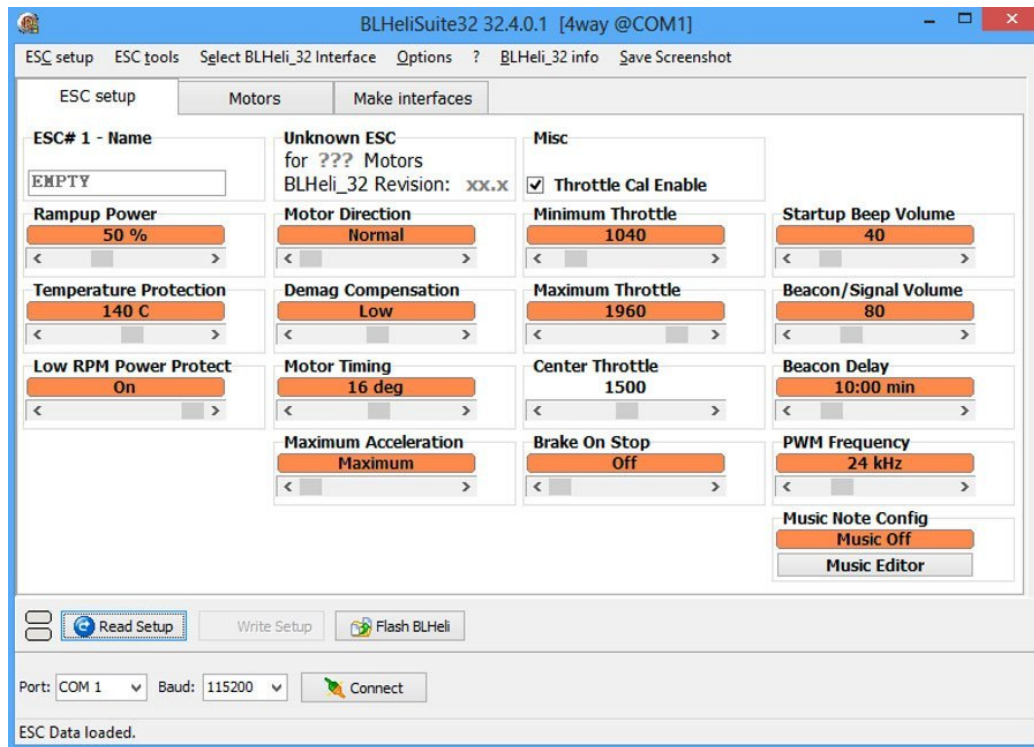 BLHeliSuite32 32.4.0.1 [4way @COM1]
ESC setup ESC tools Select BLHeli_32 Interface Options ? BLHeli_32 info Save Screenshot
ESC setup Motors Make interfaces
ESC# 1 - Name
EMPTY
Unknown ESC
for ??? Motors
BLHeli_32 Revision: xx.x
Misc
Throttle Cal Enable
Rampup Power
50 %
Motor Direction
Normal
Minimum Throttle
1040
Startup Beep Volume
40
Temperature Protection
140 C
Demag Compensation
Low
Maximum Throttle
1960
Beacon/Signal Volume
80
Low RPM Power Protect
On
Motor Timing
16 deg
Center Throttle
1500
Beacon Delay
10:00 min
Maximum Acceleration
Maximum
Brake On Stop
Off
PWM Frequency
24 kHz
Music Note Config
Music Off
Music Editor
Read Setup Write Setup Flash BLHeli
Port: COM 1 Baud: 115200 Connect
ESC Data loaded.